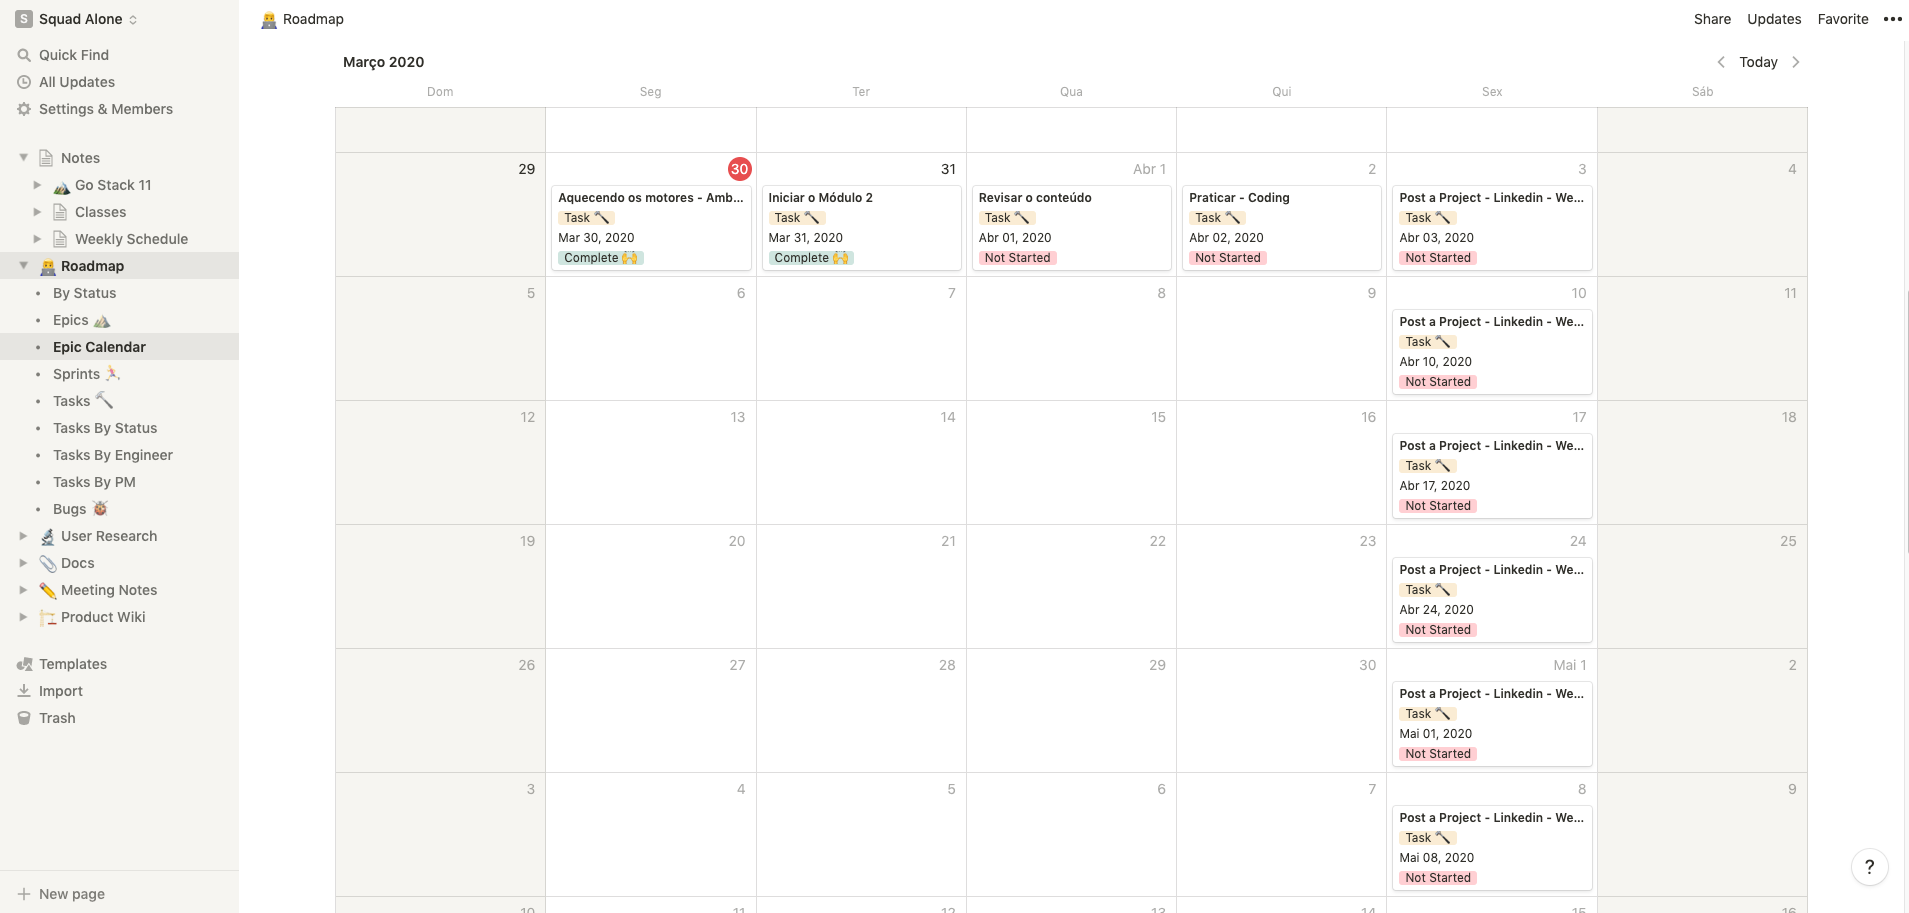 S Squad Alone
Quick Find
All Updates
Settings & Members
Notes
Go Stack 11
Classes
Weekly Schedule
Roadmap
By Status
Epics
Epic Calendar
Sprints
Tasks
Tasks By Status
Tasks By Engineer
Tasks By PM
Bugs
User Research
Docs
Meeting Notes
Product Wiki
Templates
Import
Trash
New page
Roadmap
Share Updates Favorite
Março 2020
Today
Dom Seg Ter Qua Qui Sex Sáb
29 30 31 Abr 1 2 3 4
Aquecendo os motores - Amb... Iniciar o Módulo 2 Revisar o conteúdo Praticar - Coding Post a Project - Linkedin - We...
Task Task Task Task Task
Mar 30, 2020 Mar 31, 2020 Abr 01, 2020 Abr 02, 2020 Abr 03, 2020
Complete Complete Not Started Not Started Not Started
5 6 7 8 9 10 11
Post a Project - Linkedin - We...
Task
Abr 10, 2020
Not Started
12 13 14 15 16 17 18
Post a Project - Linkedin - We...
Task
Abr 17, 2020
Not Started
19 20 21 22 23 24 25
Post a Project - Linkedin - We...
Task
Abr 24, 2020
Not Started
26 27 28 29 30 Mai 1 2
Post a Project - Linkedin - We...
Task
Mai 01, 2020
Not Started
3 4 5 6 7 8 9
Post a Project - Linkedin - We...
Task
Mai 08, 2020
Not Started
?
10 11 12 13 14 15 16